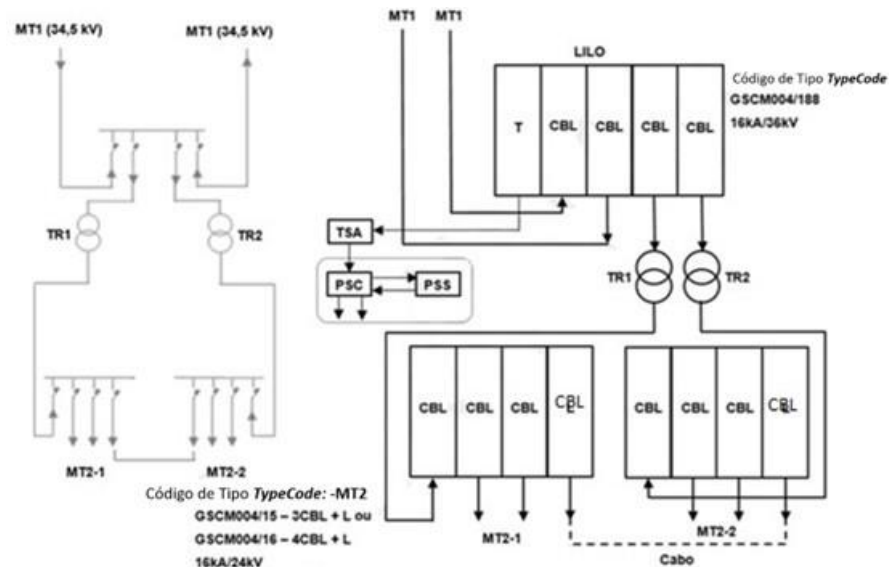 MT1 (34,5 kV)
MT1 (34,5 kV)
TR1
TR2
MT2-1
MT2-2
Código de Tipo TypeCode: -MT2
GSCM004/15 – 3CBL + L ou
GSCM004/16 – 4CBL + L
16kA/24kV
MT1
MT1
LILO
T
CBL
CBL
CBL
CBL
Código de Tipo TypeCode
GSCM004/188
16kA/36kV
TSA
PSC
PSS
TR1
TR2
CBL
CBL
CBL
CBL
CBL
CBL
CBL
CBL
MT2-1
MT2-2
Cabo